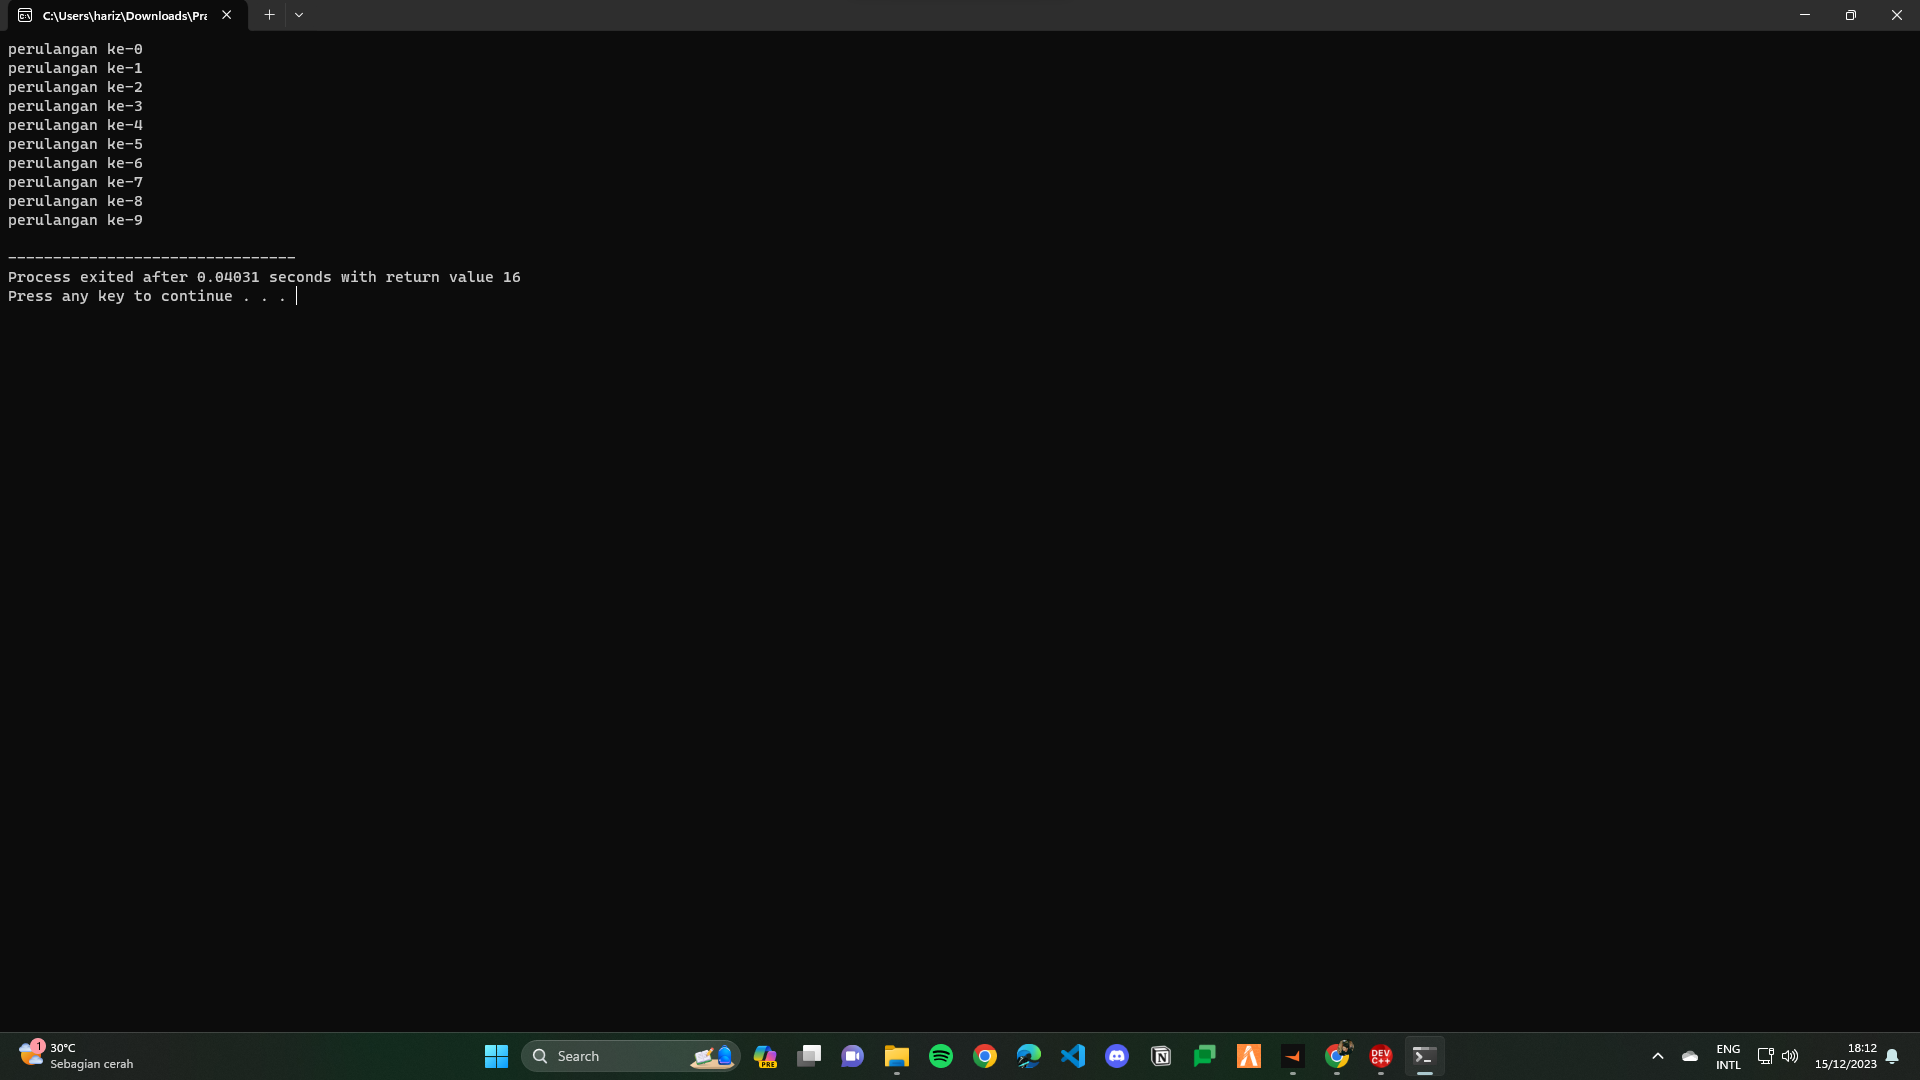 C:\Users\hariz\Downloads\Pra
perulangan ke-0
perulangan ke-1
perulangan ke-2
perulangan ke-3
perulangan ke-4
perulangan ke-5
perulangan ke-6
perulangan ke-7
perulangan ke-8
perulangan ke-9
--------------------------------
Process exited after 0.04031 seconds with return value 16
Press any key to continue . . .
1
30°C
Sebagian cerah
Search
PRE
DEV
C++
ENG
INTL
18:12
15/12/2023